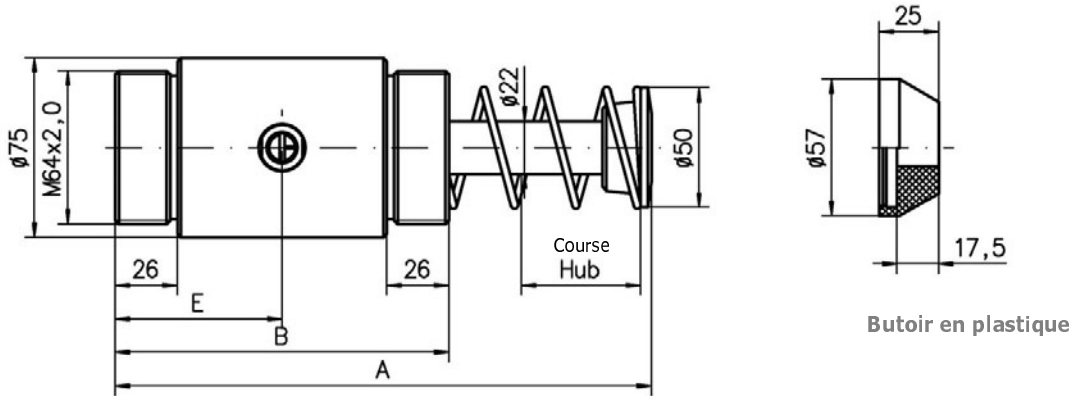 25
ø22
ø75
M64x2,0
ø50
ø57
Course
Hub
26
26
17,5
E
B
A
Butoir en plastique